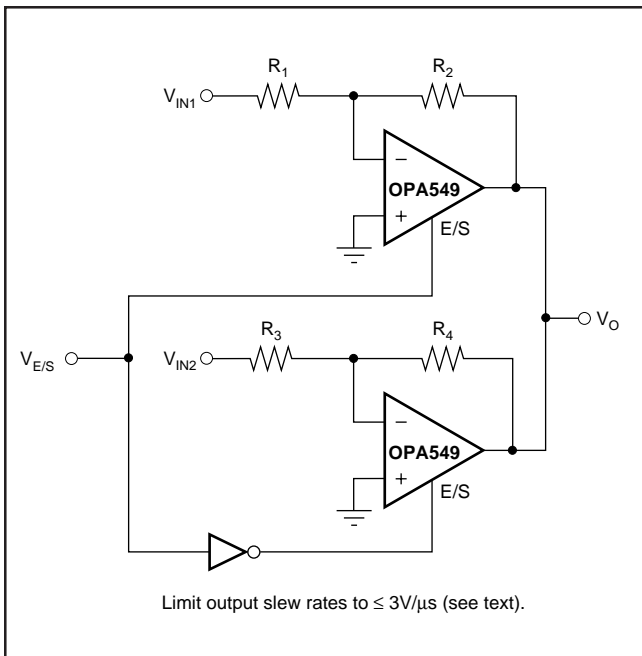 R1
R2
VIN1
−
OPA549
+
E/S
VO
R3
R4
VE/S
VIN2
−
OPA549
+
E/S
Limit output slew rates to ≤ 3V/µs (see text).